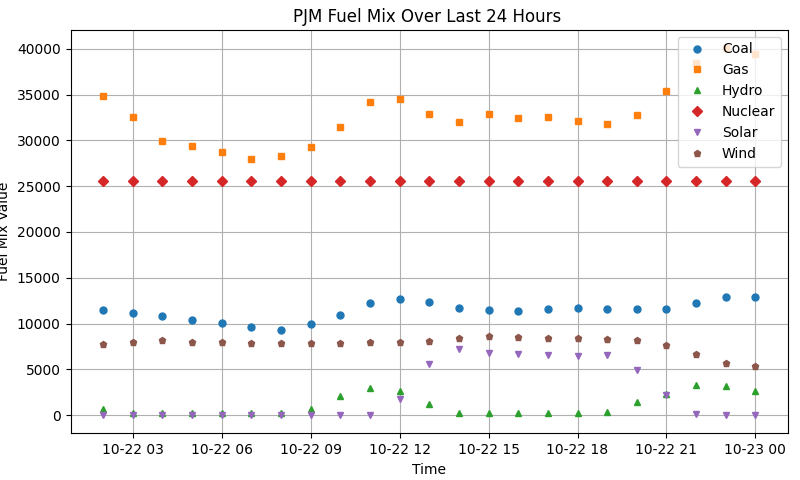 PJM Fuel Mix Over Last 24 Hours
40000
35000
30000
25000
20000
15000
10000
5000
0
Fuel Mix Value
Coal
Gas
Hydro
Nuclear
Solar
Wind
10-22 03
10-22 06
10-22 09
10-22 12
10-22 15
10-22 18
10-22 21
10-23 00
Time